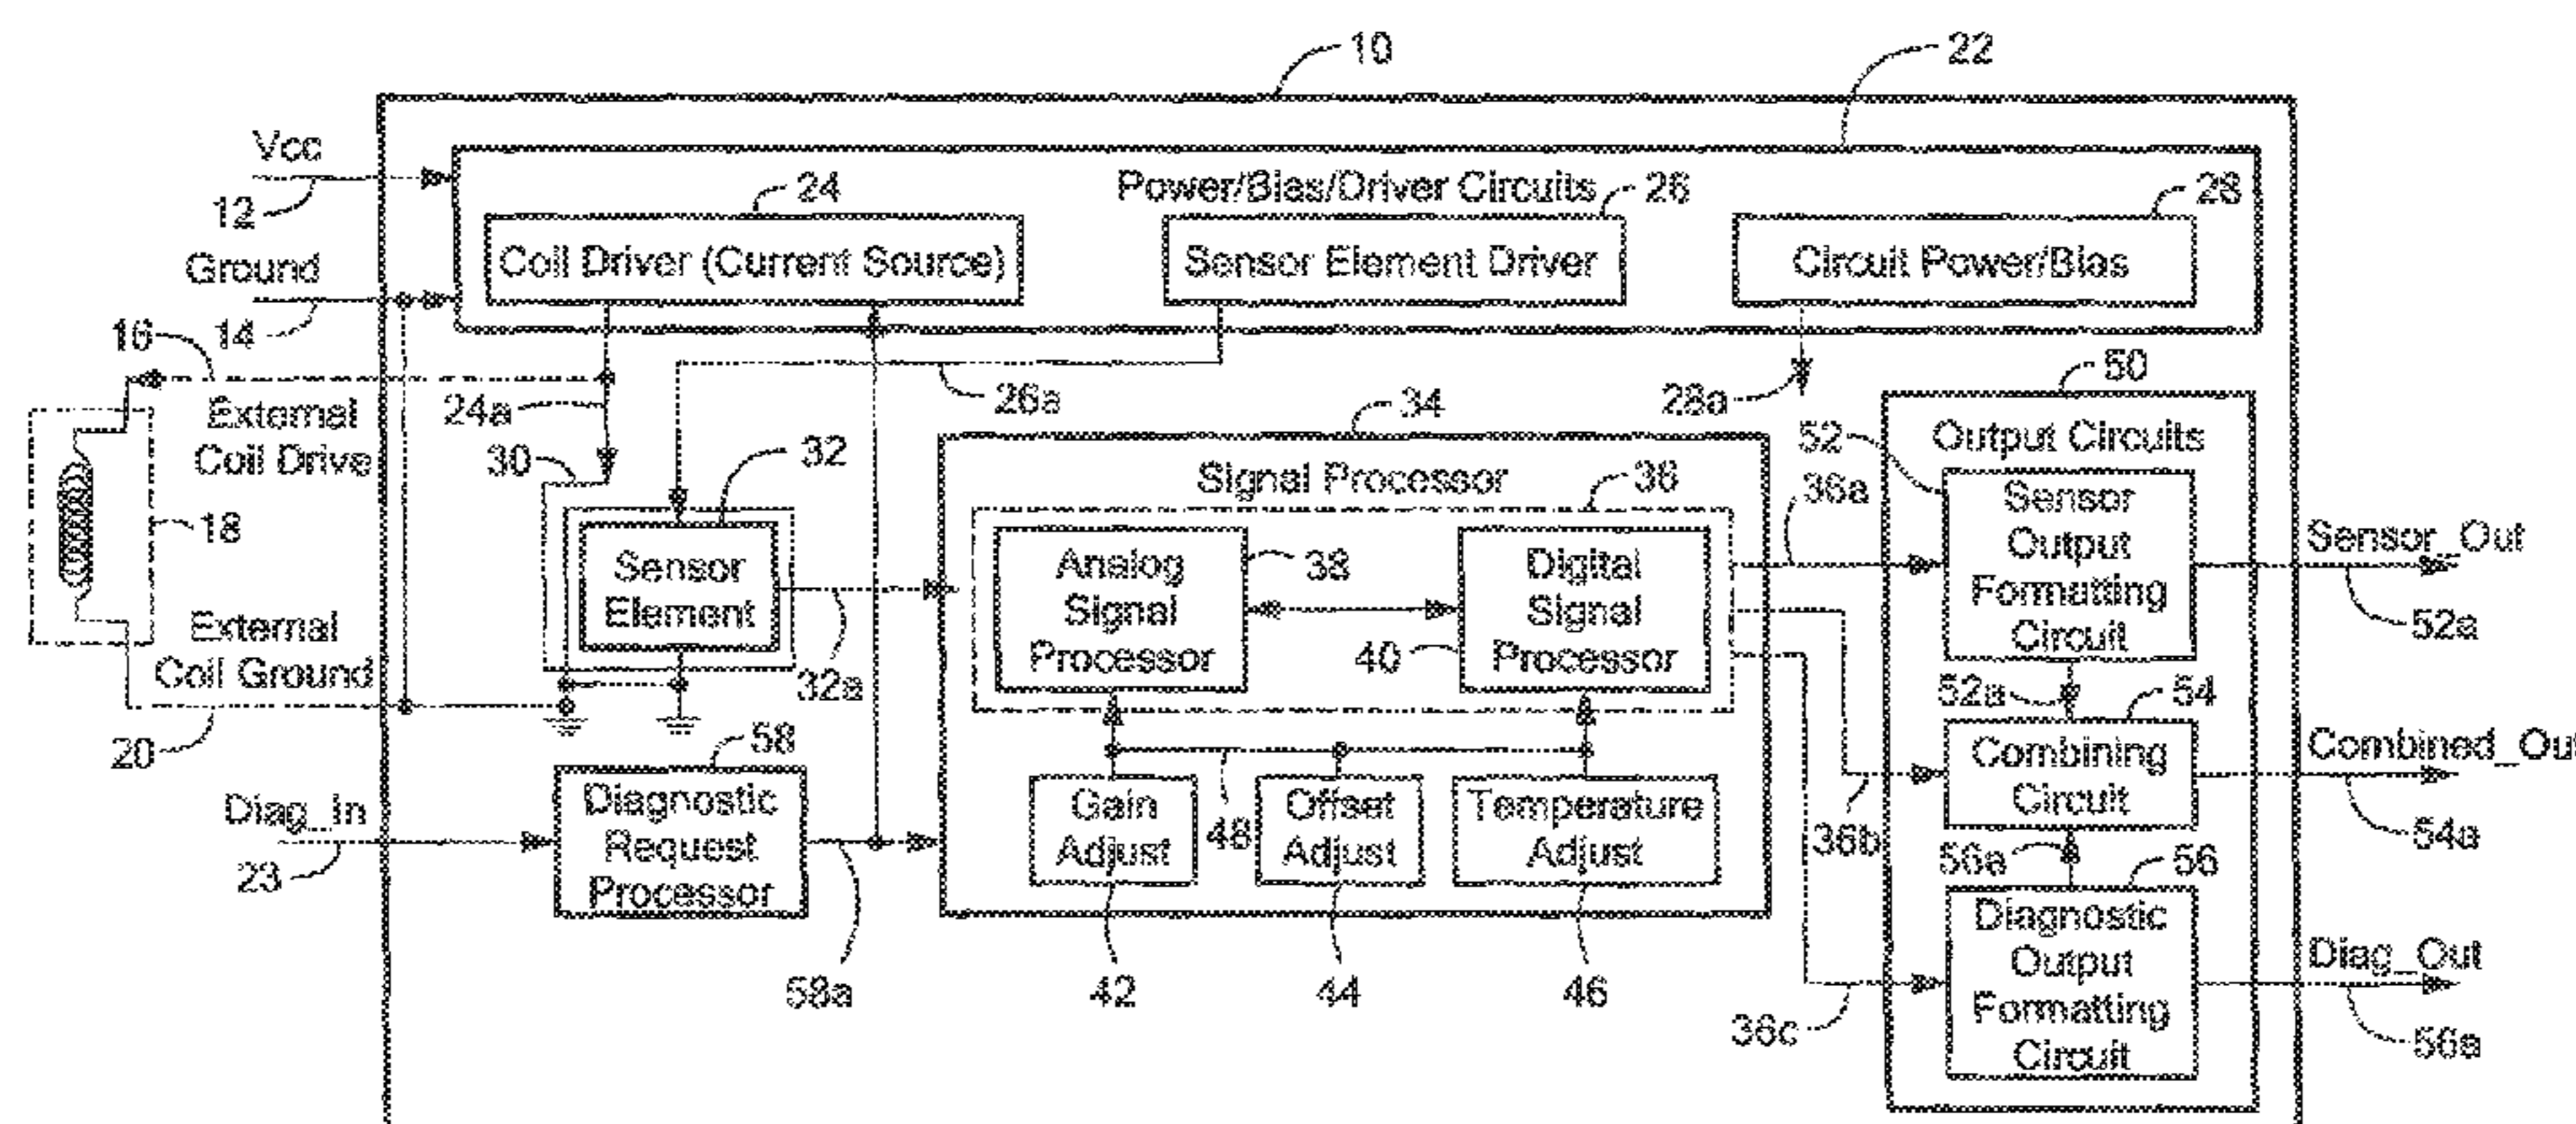 10
22
Vcc
12
Power/Bias/Driver Circuits
24
26
28
Coil Driver (Current Source)
Sensor Element Driver
Circuit Power/Bias
Ground
14
16
External
Coil Drive
24a
26a
28a
18
30
32
34
50
Output Circuits
Signal Processor
36
36a
52
Sensor
Output
Formatting
Circuit
Sensor_Out
52a
Sensor
Element
32a
Analog
Signal
Processor
38
Digital
Signal
Processor
40
External
Coil Ground
20
52a
54
Combining
Circuit
Combined_Out
54a
Diag_In
23
58
Diagnostic
Request
Processor
58a
Gain
Adjust
48
Offset
Adjust
Temperature
Adjust
36b
56a
56
42
44
46
36c
Diagnostic
Output
Formatting
Circuit
Diag_Out
56a